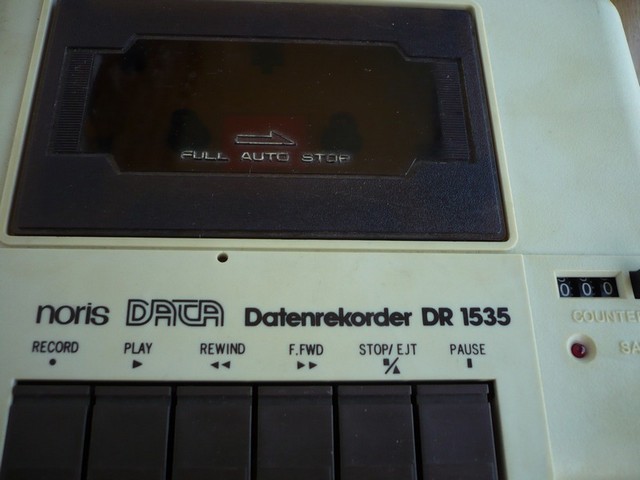 FULL AUTO STOP
000
COUNTER
noris DATA Datenrekorder DR 1535
RECORD PLAY REWIND F.FWD STOP/EJT PAUSE